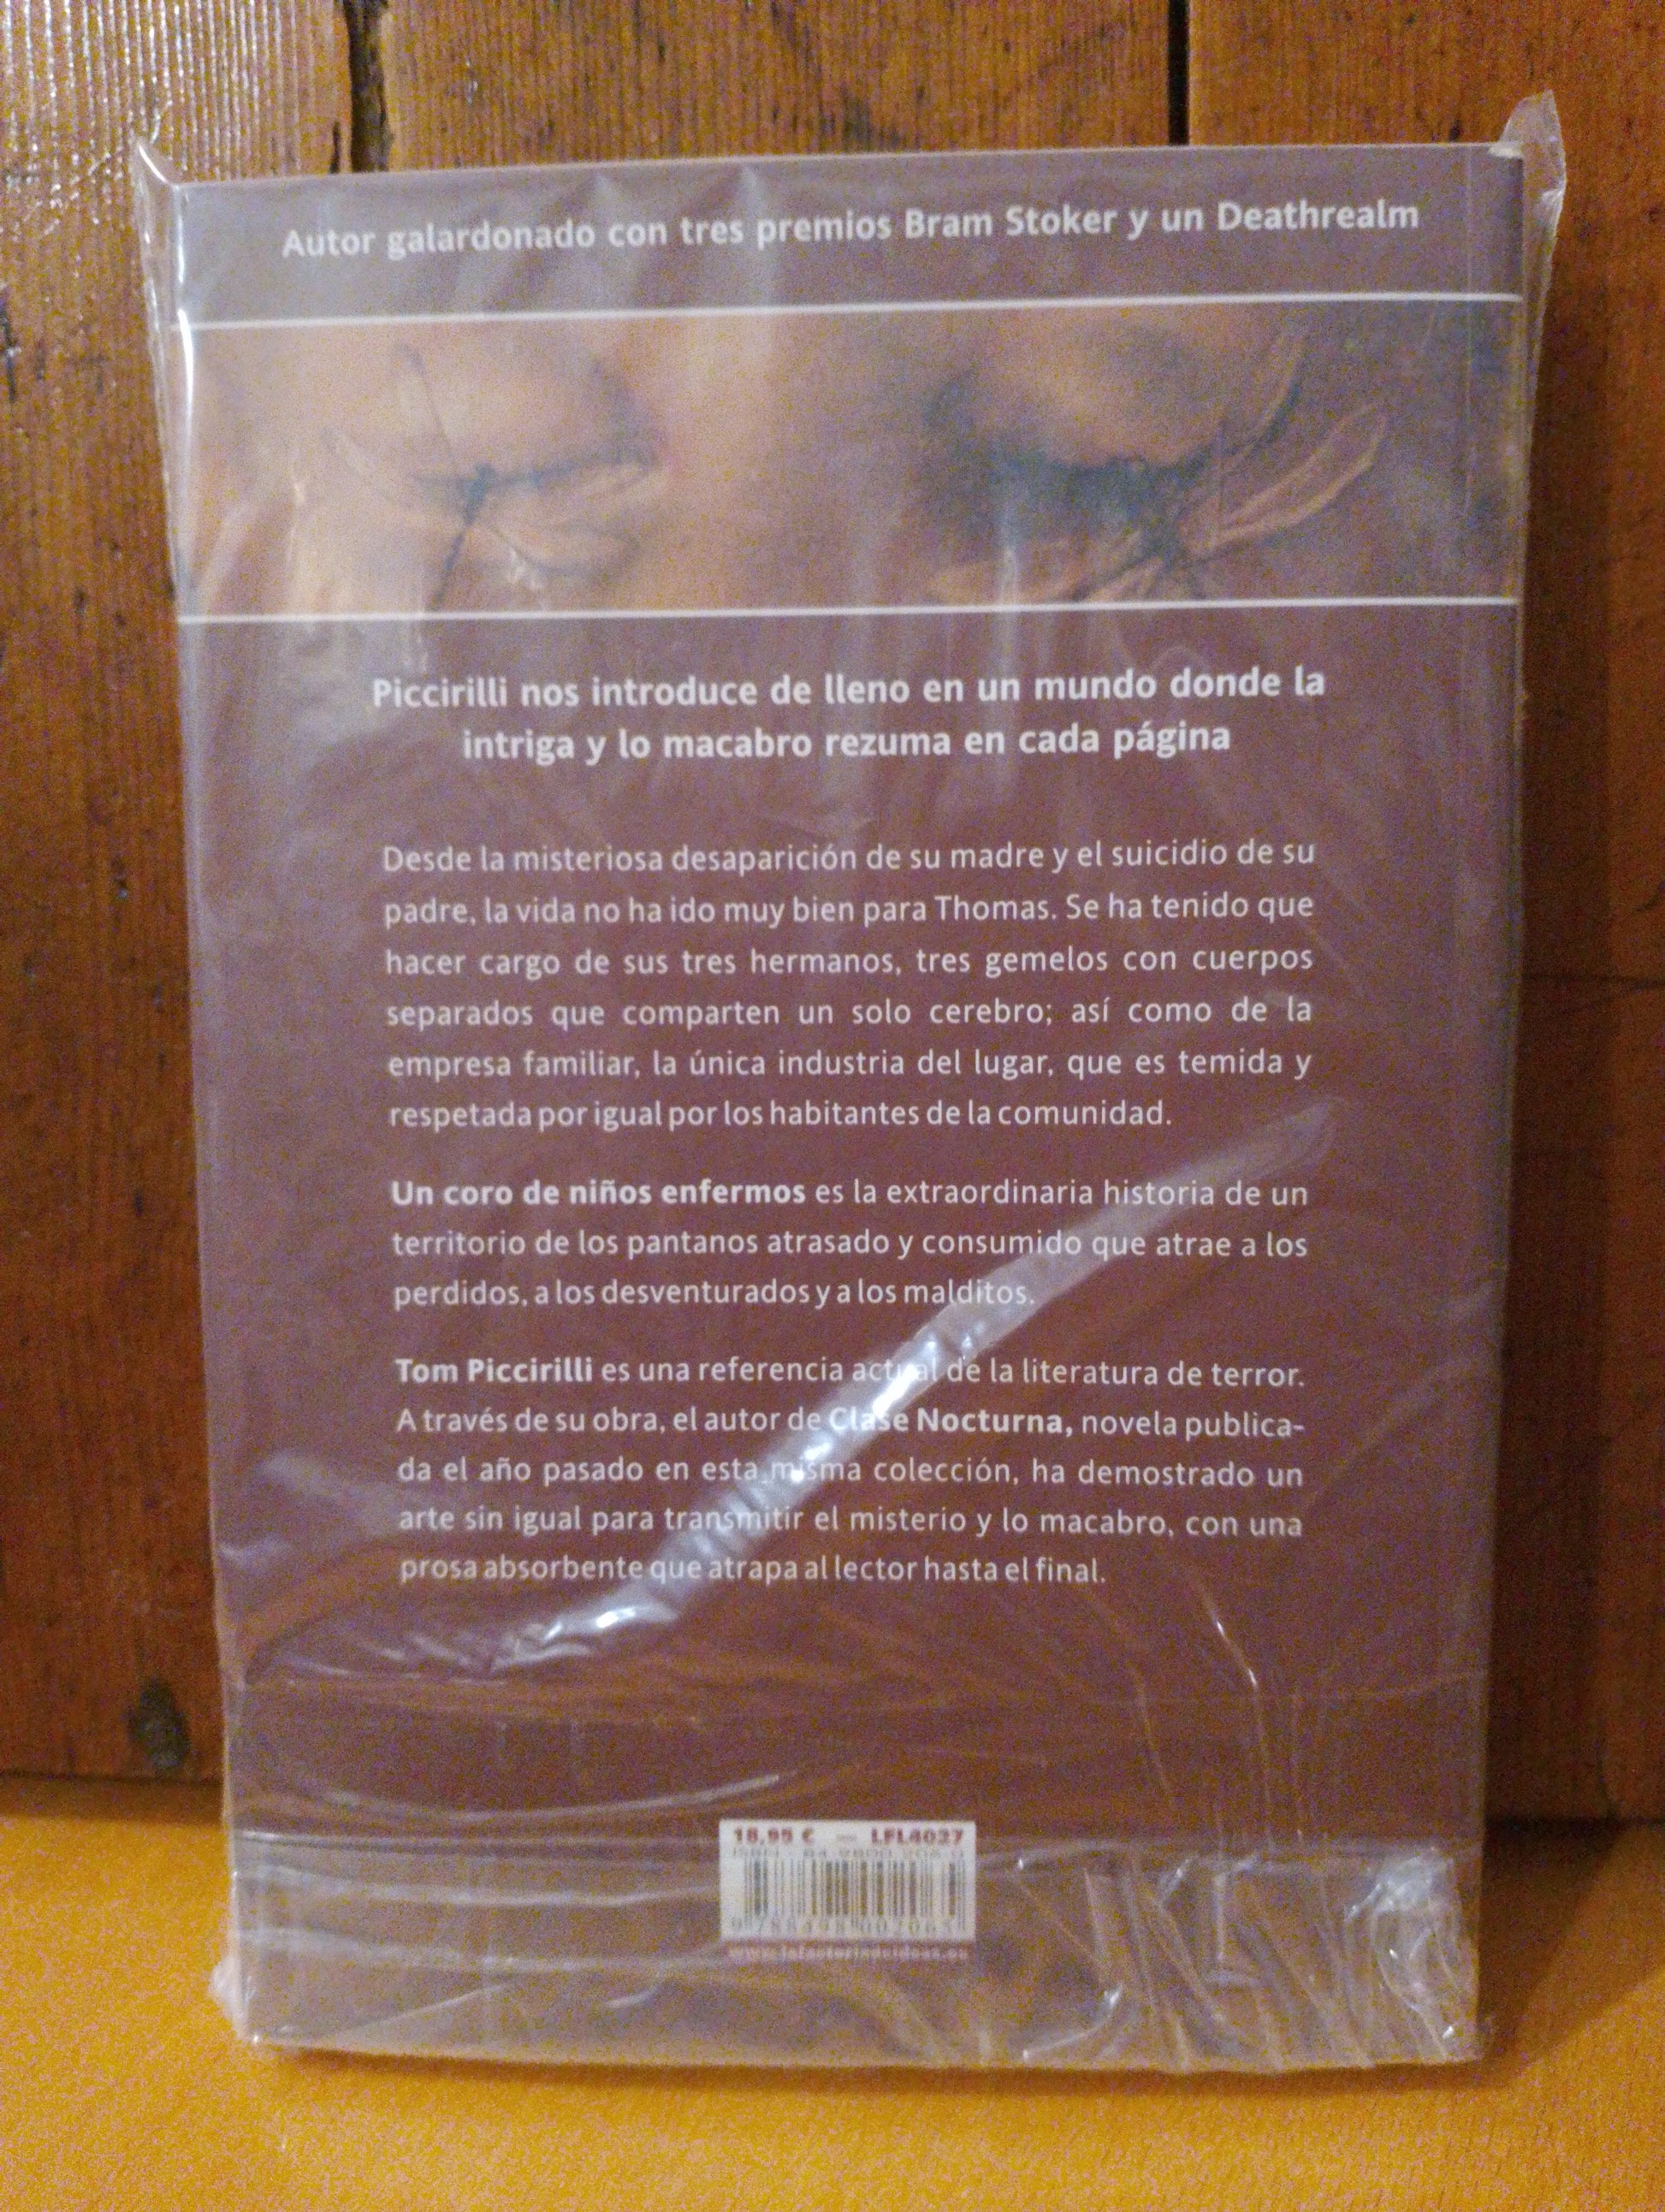 Autor galardonado con tres premios Bram Stoker y un Deathrealm
Piccirilli nos introduce de lleno en un mundo donde la
intriga y lo macabro rezuma en cada página
Desde la misteriosa desaparición de su madre y el suicidio de su
padre, la vida no ha ido muy bien para Thomas. Se ha tenido que
hacer cargo de sus tres hermanos, tres gemelos con cuerpos
separados que comparten un solo cerebro; así como de la
empresa familiar, la única industria del lugar, que es temida y
respetada por igual por los habitantes de la comunidad.
Un coro de niños enfermos es la extraordinaria historia de un
territorio de los pantanos atrasado y consumido que atrae a los
perdidos, a los desventurados y a los malditos.
Tom Piccirilli es una referencia actual de la literatura de terror.
A través de su obra, el autor de Clase Nocturna, novela publica-
da el año pasado en esta misma colección, ha demostrado un
arte sin igual para transmitir el misterio y lo macabro, con una
prosa absorbente que atrapa al lector hasta el final.
18,95 € LFL4027
www.lafactoriadeideas.es